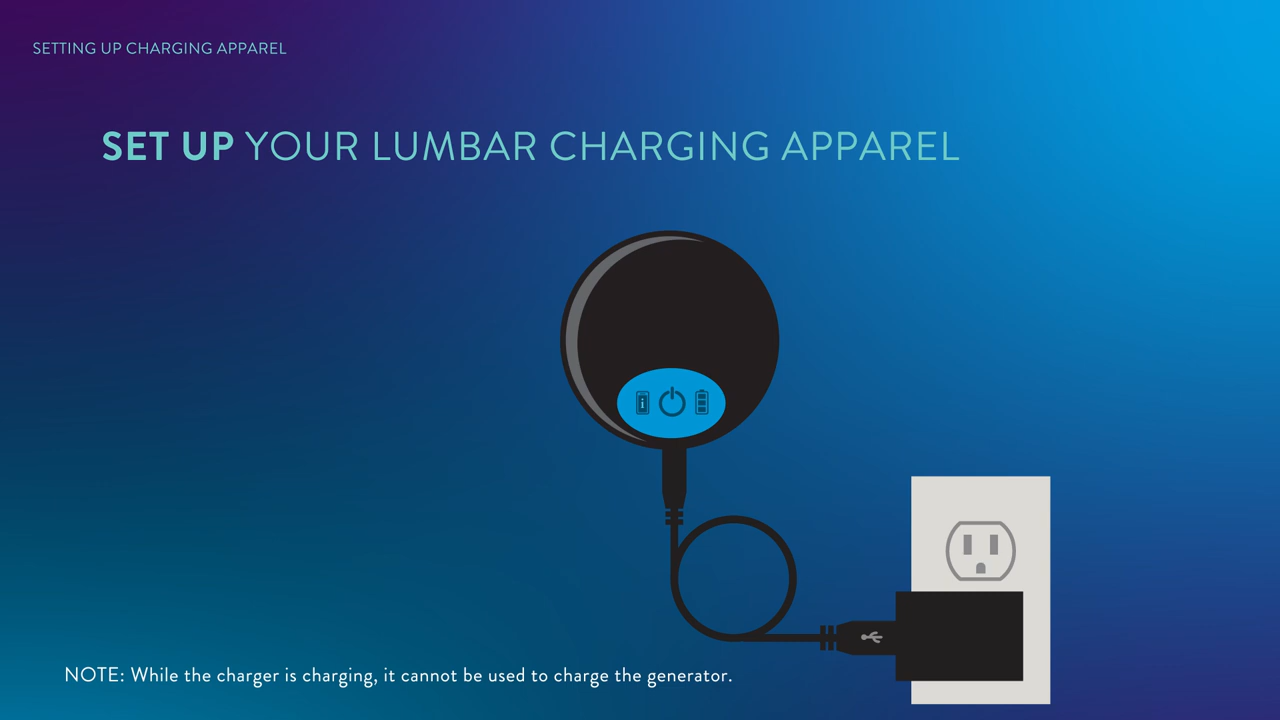 SETTING UP CHARGING APPAREL
SET UP YOUR LUMBAR CHARGING APPAREL
i
NOTE: While the charger is charging, it cannot be used to charge the generator.